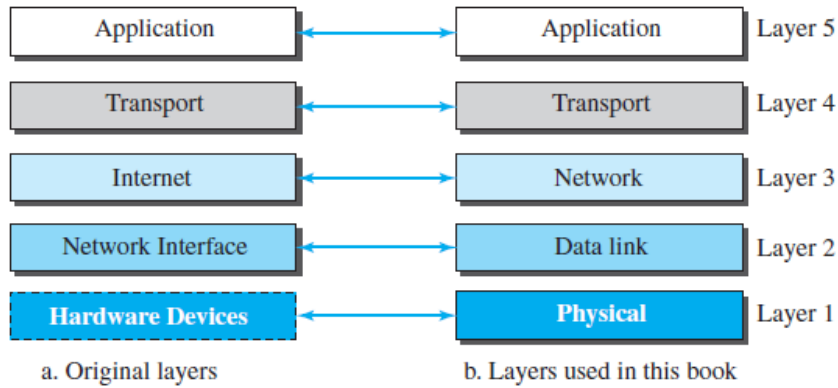 Application Application Layer 5
Transport Transport Layer 4
Internet Network Layer 3
Network Interface Data link Layer 2
Hardware Devices Physical Layer 1
a. Original layers b. Layers used in this book